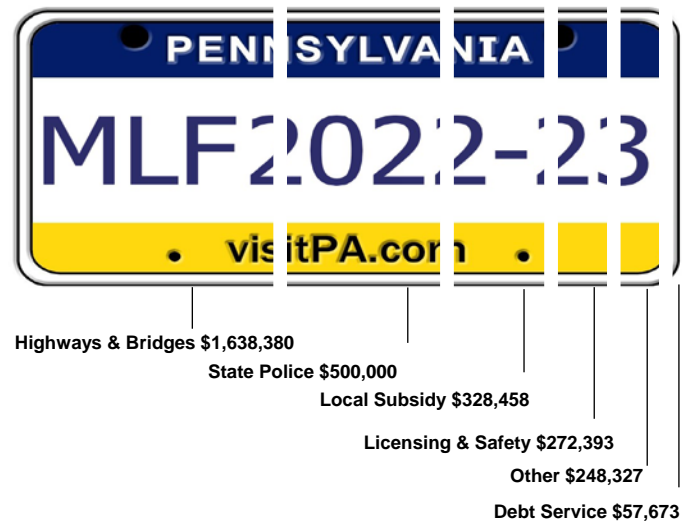 PENNSYLVANIA
MLF2022-23
visitPA.com
Highways & Bridges $1,638,380
State Police $500,000
Local Subsidy $328,458
Licensing & Safety $272,393
Other $248,327
Debt Service $57,673